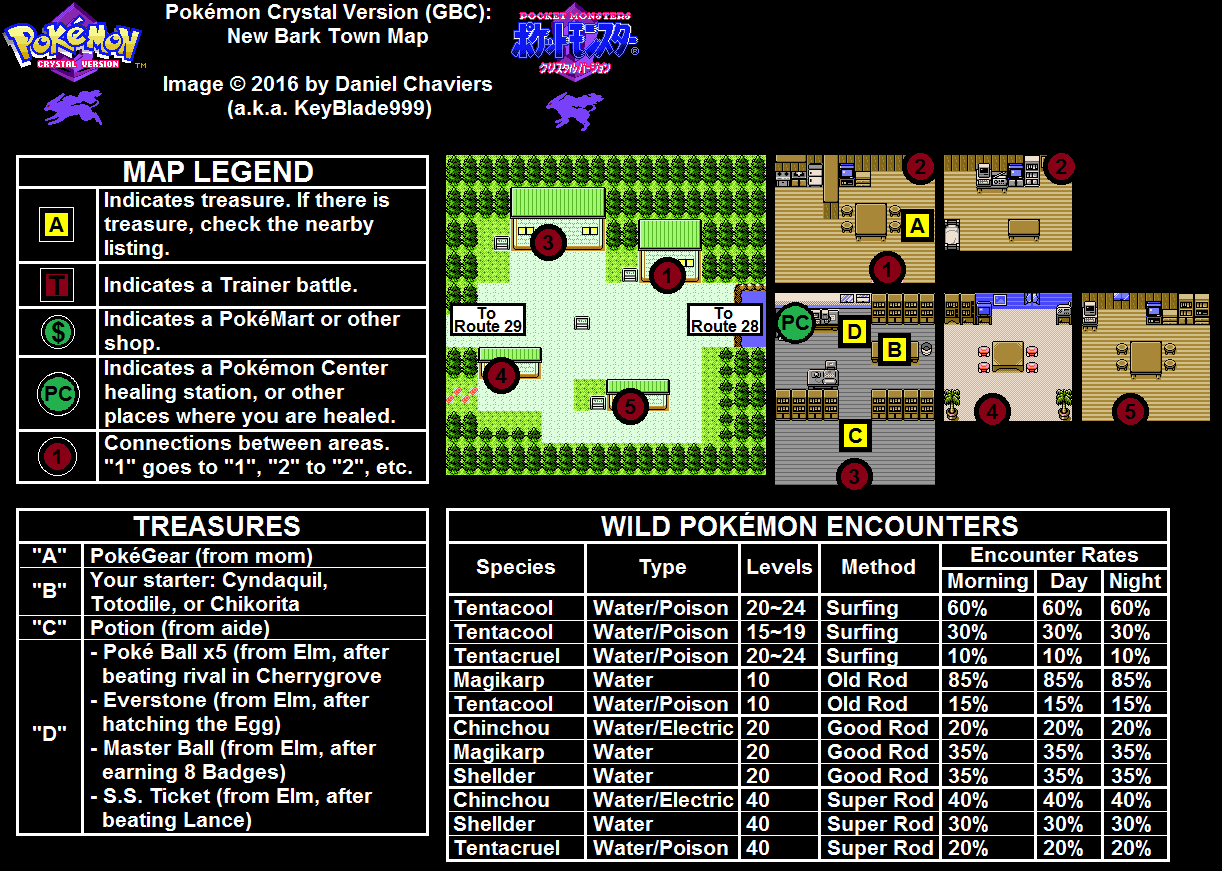 POKéMON
CRYSTAL VERSION
TM
Pokémon Crystal Version (GBC):
New Bark Town Map
Image © 2016 by Daniel Chaviers
(a.k.a. KeyBlade999)
POCKET MONSTERS
ポケットモンスター
®
クリスタルバージョン
MAP LEGEND
A
Indicates treasure. If there is
treasure, check the nearby
listing.
T
Indicates a Trainer battle.
$
Indicates a PokéMart or other
shop.
PC
Indicates a Pokémon Center
healing station, or other
places where you are healed.
1
Connections between areas.
"1" goes to "1", "2" to "2", etc.
3
1
To
Route 29
To
Route 28
4
5
2
A
1
2
PC
D
B
C
3
4
5
TREASURES
"A" PokéGear (from mom)
"B" Your starter: Cyndaquil,
Totodile, or Chikorita
"C" Potion (from aide)
"D"
- Poké Ball x5 (from Elm, after
beating rival in Cherrygrove
- Everstone (from Elm, after
hatching the Egg)
- Master Ball (from Elm, after
earning 8 Badges)
- S.S. Ticket (from Elm, after
beating Lance)
WILD POKÉMON ENCOUNTERS
Species Type Levels Method Encounter Rates
Morning Day Night
Tentacool Water/Poison 20~24 Surfing 60% 60% 60%
Tentacool Water/Poison 15~19 Surfing 30% 30% 30%
Tentacruel Water/Poison 20~24 Surfing 10% 10% 10%
Magikarp Water 10 Old Rod 85% 85% 85%
Tentacool Water/Poison 10 Old Rod 15% 15% 15%
Chinchou Water/Electric 20 Good Rod 20% 20% 20%
Magikarp Water 20 Good Rod 35% 35% 35%
Shellder Water 20 Good Rod 35% 35% 35%
Chinchou Water/Electric 40 Super Rod 40% 40% 40%
Shellder Water 40 Super Rod 30% 30% 30%
Tentacruel Water/Poison 40 Super Rod 20% 20% 20%